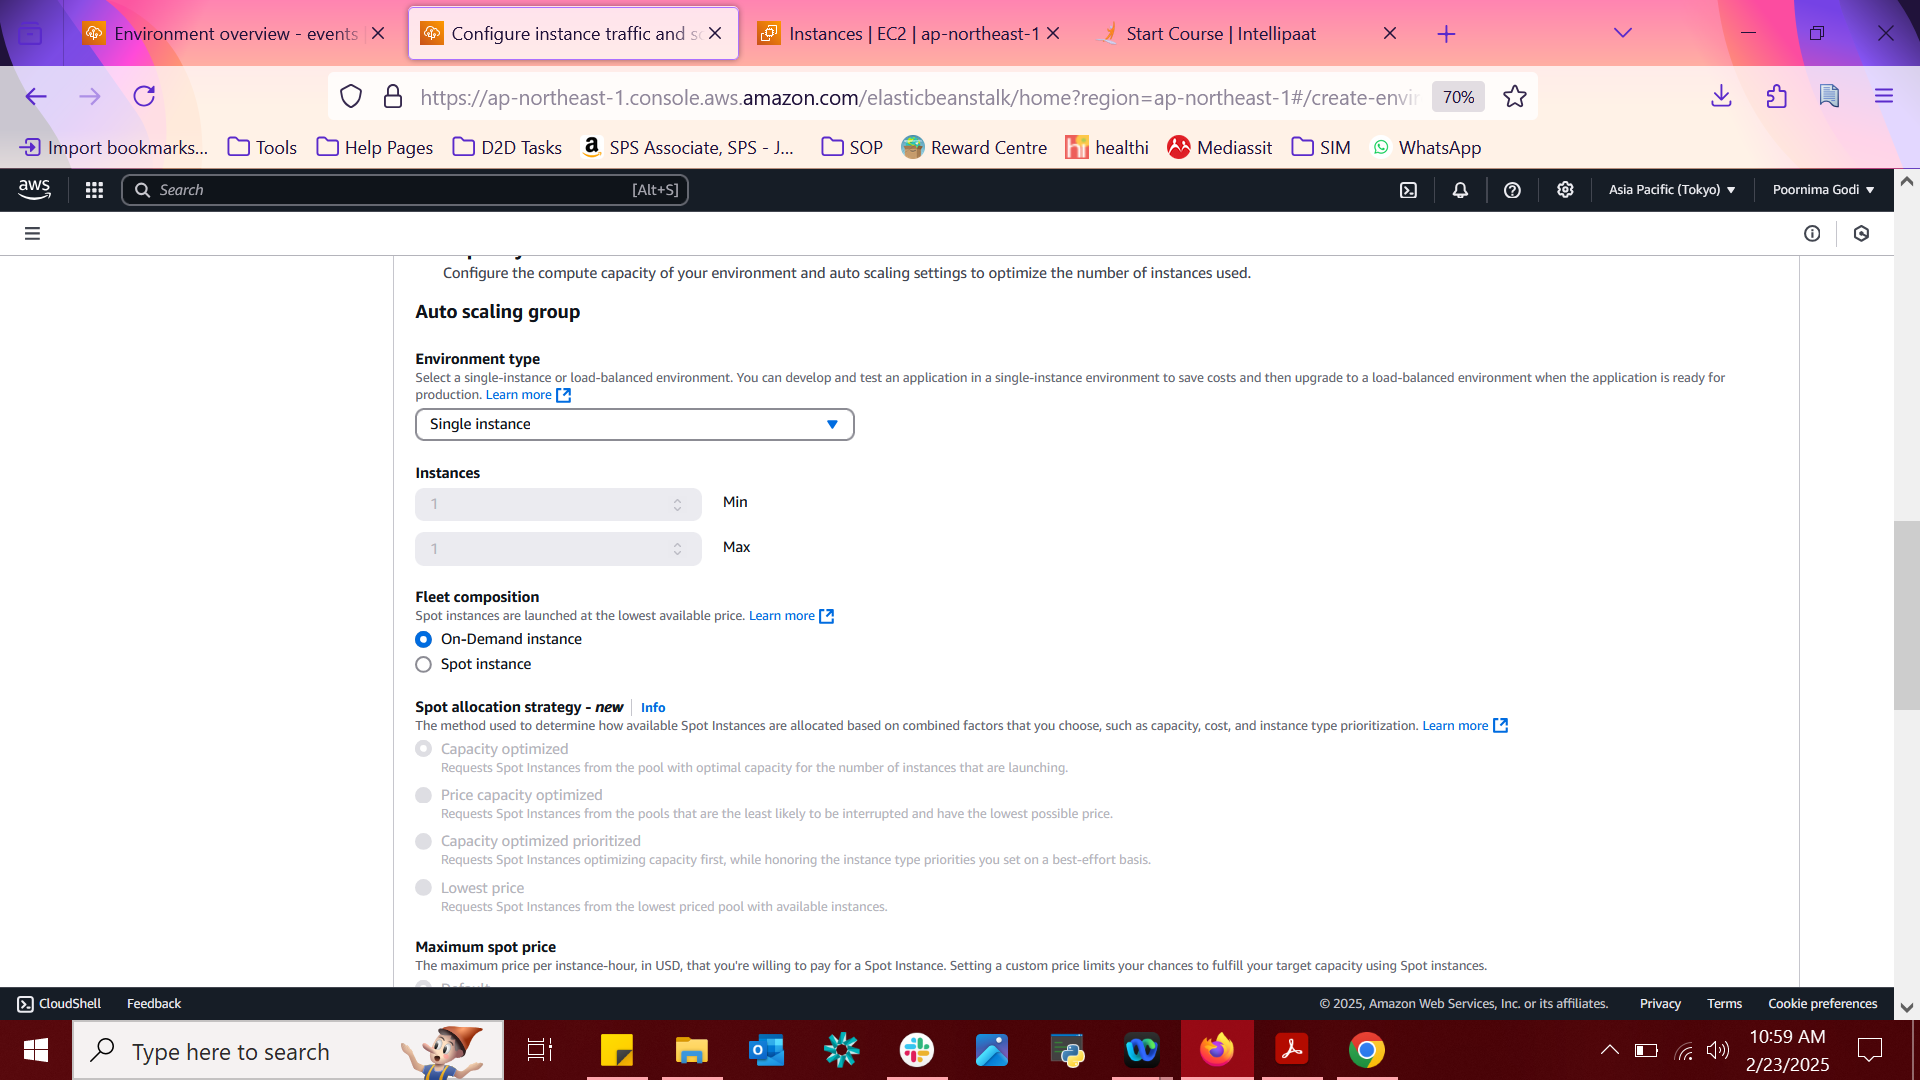 Environment overview - events
Configure instance traffic and sc
Instances | EC2 | ap-northeast-1
Start Course | Intellipaat
https://ap-northeast-1.console.aws.amazon.com/elasticbeanstalk/home?region=ap-northeast-1#/create-envir
70%
Import bookmarks...
Tools
Help Pages
D2D Tasks
SPS Associate, SPS - J...
SOP
Reward Centre
healthi
Mediassit
SIM
WhatsApp
aws
Search
[Alt+S]
Asia Pacific (Tokyo)
Poornima Godi
Configure the compute capacity of your environment and auto scaling settings to optimize the number of instances used.
Auto scaling group
Environment type
Select a single-instance or load-balanced environment. You can develop and test an application in a single-instance environment to save costs and then upgrade to a load-balanced environment when the application is ready for
production. Learn more
Single instance
Instances
1
Min
1
Max
Fleet composition
Spot instances are launched at the lowest available price. Learn more
On-Demand instance
Spot instance
Spot allocation strategy - new
Info
The method used to determine how available Spot Instances are allocated based on combined factors that you choose, such as capacity, cost, and instance type prioritization. Learn more
Capacity optimized
Requests Spot Instances from the pool with optimal capacity for the number of instances that are launching.
Price capacity optimized
Requests Spot Instances from the pools that are the least likely to be interrupted and have the lowest possible price.
Capacity optimized prioritized
Requests Spot Instances optimizing capacity first, while honoring the instance type priorities you set on a best-effort basis.
Lowest price
Requests Spot Instances from the lowest priced pool with available instances.
Maximum spot price
The maximum price per instance-hour, in USD, that you're willing to pay for a Spot Instance. Setting a custom price limits your chances to fulfill your target capacity using Spot instances.
Default
CloudShell
Feedback
© 2025, Amazon Web Services, Inc. or its affiliates.
Privacy
Terms
Cookie preferences
Type here to search
10:59 AM
2/23/2025